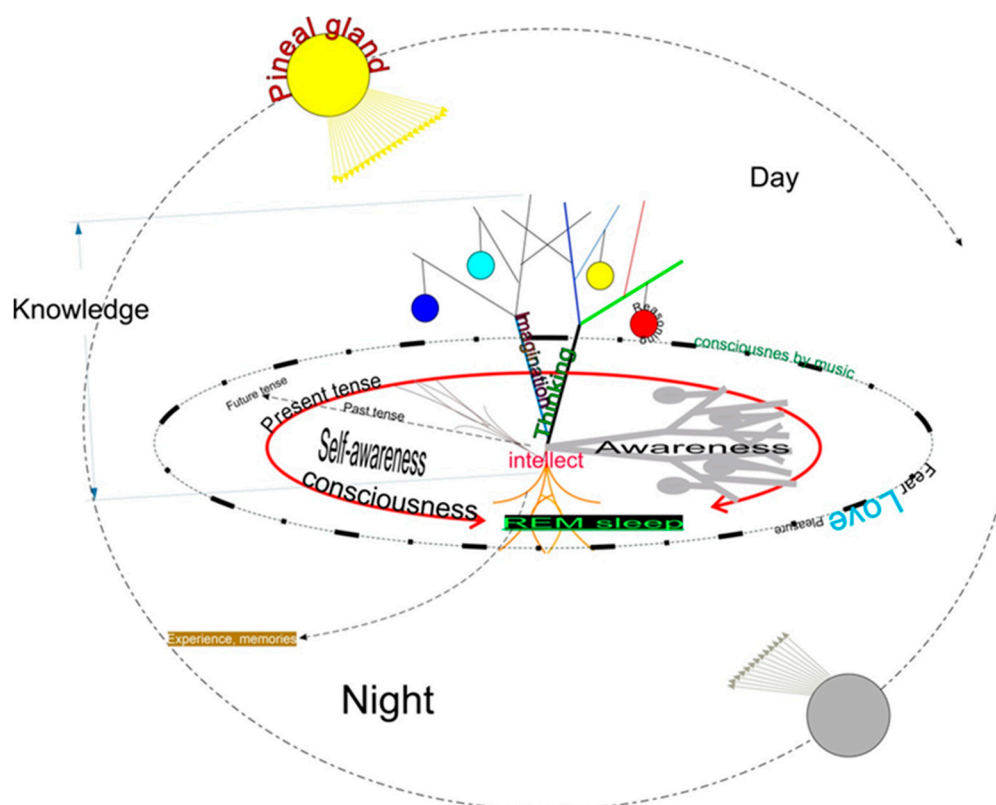 Pineal gland
Day
Knowledge
Reasoning
Imagination
Thinking
consciousnes by music
Future tense
Present tense
Past tense
Self-awareness
Awareness
intellect
consciousness
REM sleep
Fear
Love
Pleasure
Experience, memories
Night